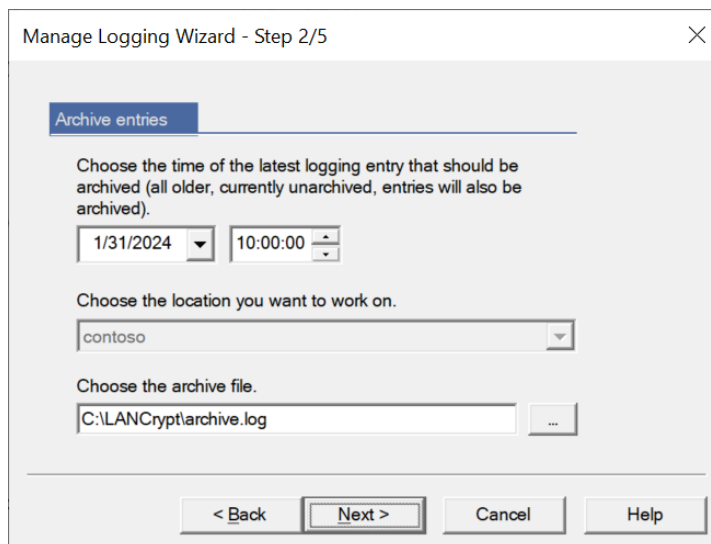 Manage Logging Wizard - Step 2/5
Archive entries
Choose the time of the latest logging entry that should be
archived (all older, currently unarchived, entries will also be
archived).
1/31/2024 10:00:00
Choose the location you want to work on.
contoso
Choose the archive file.
C:\LANCrypt\archive.log ...
< Back Next > Cancel Help